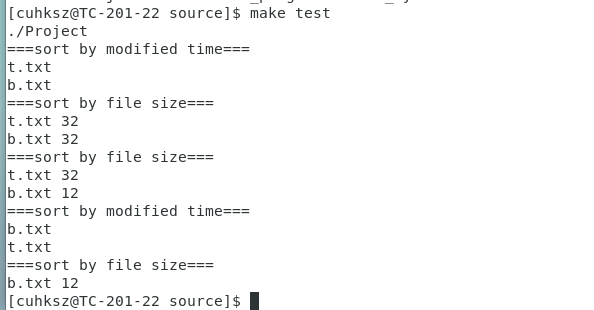 [cuhksz@TC-201-22 source]$ make test
./Project
===sort by modified time===
t.txt
b.txt
===sort by file size===
t.txt 32
b.txt 32
===sort by file size===
t.txt 32
b.txt 12
===sort by modified time===
b.txt
t.txt
===sort by file size===
b.txt 12
[cuhksz@TC-201-22 source]$